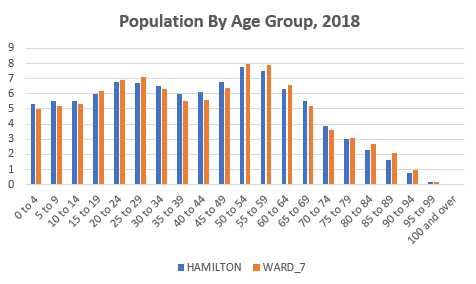 Population By Age Group, 2018
9
8
7
6
5
4
3
2
1
0
0 to 4
5 to 9
10 to 14
15 to 19
20 to 24
25 to 29
30 to 34
35 to 39
40 to 44
45 to 49
50 to 54
55 to 59
60 to 64
65 to 69
70 to 74
75 to 79
80 to 84
85 to 89
90 to 94
95 to 99
100 and over
HAMILTON WARD_7